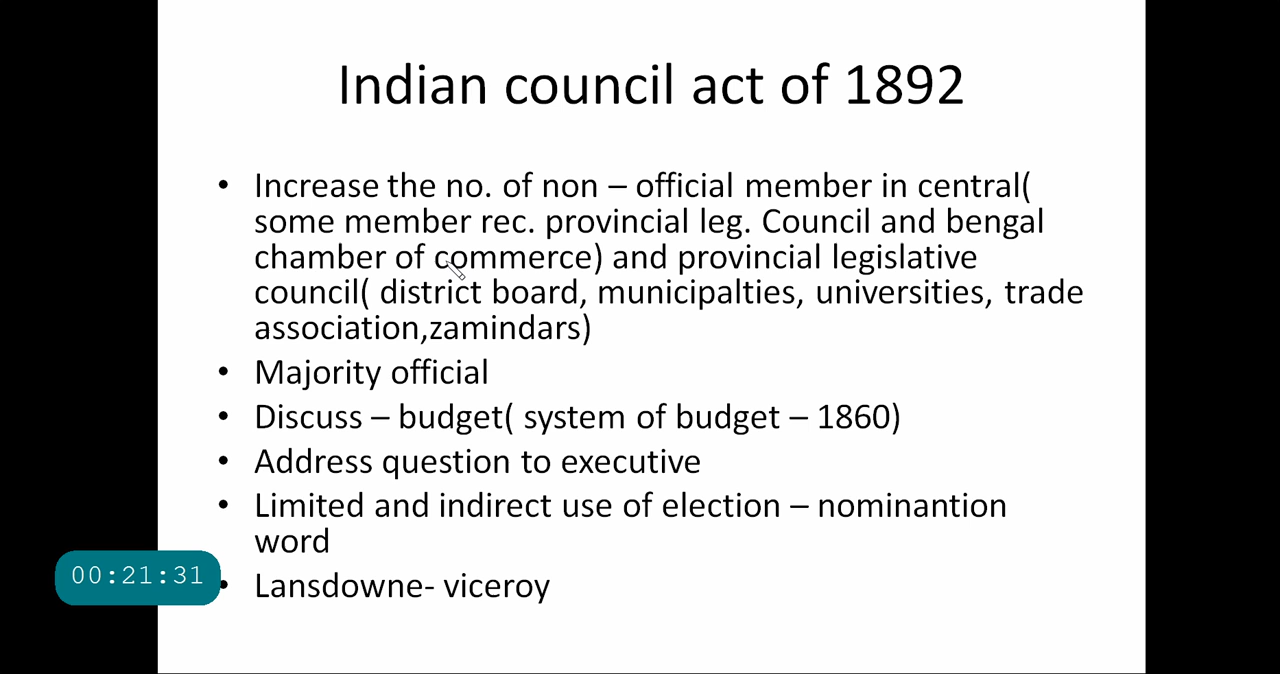 Indian council act of 1892
• Increase the no. of non – official member in central(
some member rec. provincial leg. Council and bengal
chamber of commerce) and provincial legislative
council( district board, municipalties, universities, trade
association,zamindars)
• Majority official
• Discuss – budget( system of budget – 1860)
• Address question to executive
• Limited and indirect use of election – nominantion
word
• Lansdowne- viceroy
00:21:31